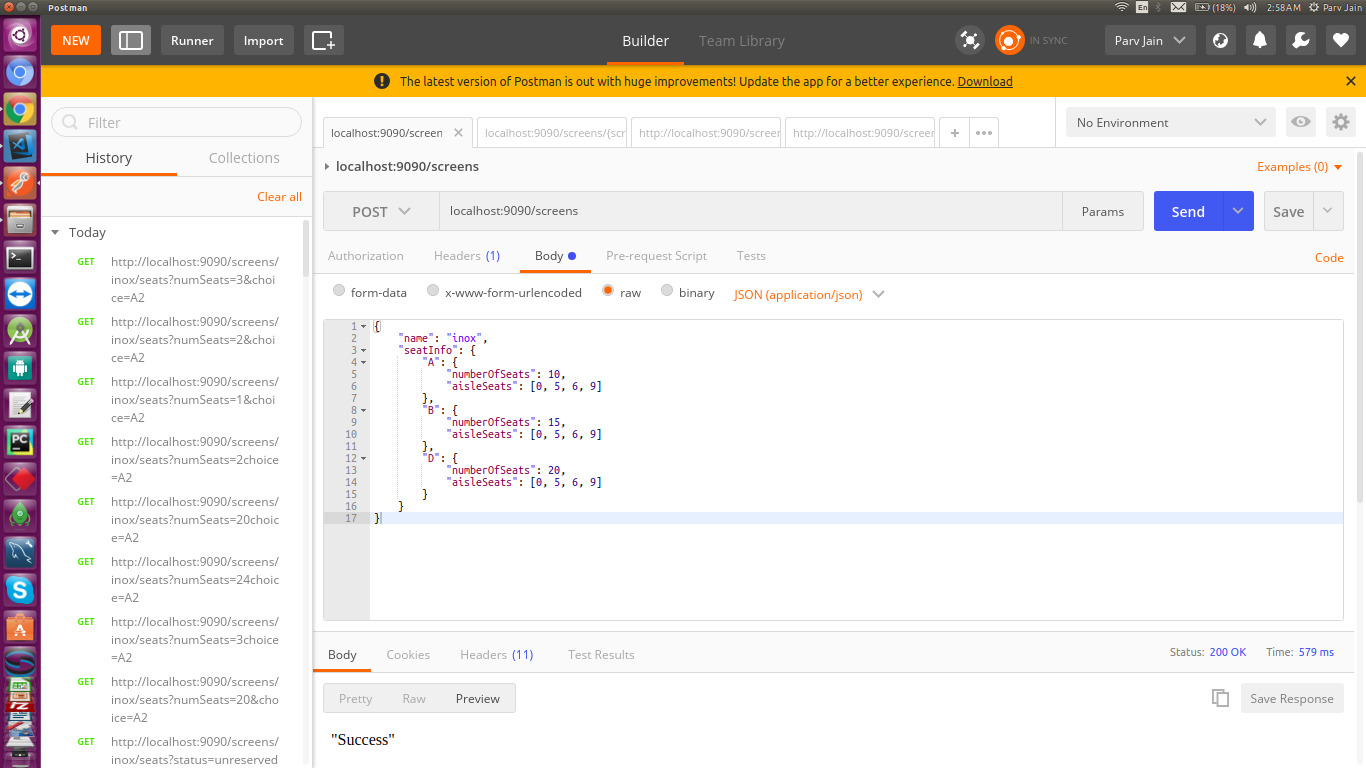 Postman
En
(18%)
2:58 AM
Parv Jain
NEW
Runner
Import
Builder
Team Library
IN SYNC
Parv Jain
The latest version of Postman is out with huge improvements! Update the app for a better experience. Download
Filter
History
Collections
Clear all
Today
GET
http://localhost:9090/screens/
inox/seats?numSeats=3&choi
ce=A2
GET
http://localhost:9090/screens/
inox/seats?numSeats=2&choi
ce=A2
GET
http://localhost:9090/screens/
inox/seats?numSeats=1&choi
ce=A2
GET
http://localhost:9090/screens/
inox/seats?numSeats=2choice
=A2
GET
http://localhost:9090/screens/
inox/seats?numSeats=20choic
e=A2
GET
http://localhost:9090/screens/
inox/seats?numSeats=24choic
e=A2
GET
http://localhost:9090/screens/
inox/seats?numSeats=3choice
=A2
GET
http://localhost:9090/screens/
inox/seats?numSeats=20&cho
ice=A2
GET
http://localhost:9090/screens/
inox/seats?status=unreserved
localhost:9090/screen
localhost:9090/screens/{scr
http://localhost:9090/screen
http://localhost:9090/screer
No Environment
localhost:9090/screens
Examples (0)
POST
localhost:9090/screens
Params
Send
Save
Authorization
Headers (1)
Body
Pre-request Script
Tests
Code
form-data
x-www-form-urlencoded
raw
binary
JSON (application/json)
1 {
2 "name": "inox",
3 "seatInfo": {
4 "A": {
5 "numberOfSeats": 10,
6 "aisleSeats": [0, 5, 6, 9]
7 },
8 "B": {
9 "numberOfSeats": 15,
10 "aisleSeats": [0, 5, 6, 9]
11 },
12 "D": {
13 "numberOfSeats": 20,
14 "aisleSeats": [0, 5, 6, 9]
15 }
16 }
17 }
Body
Cookies
Headers (11)
Test Results
Status: 200 OK
Time: 579 ms
Pretty
Raw
Preview
Save Response
"Success"